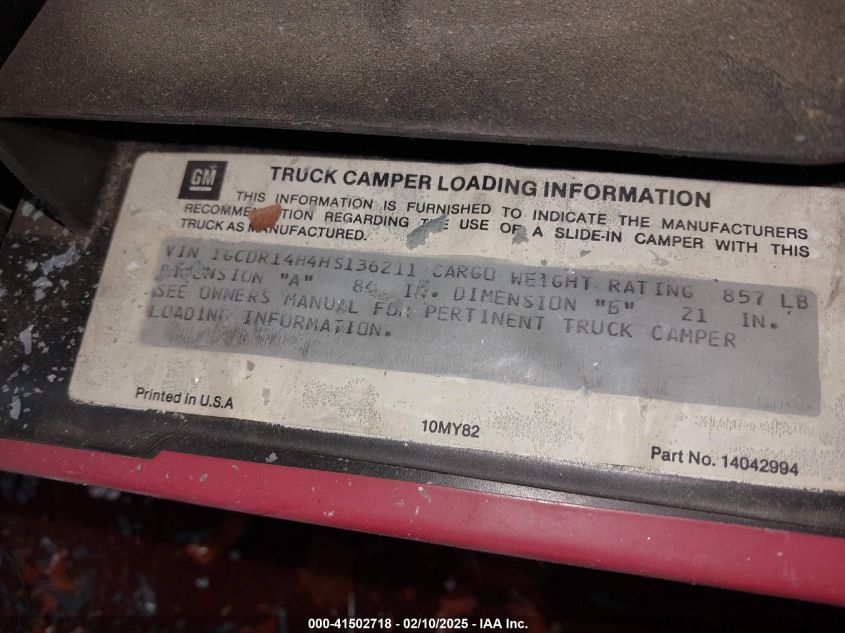 GM
TRUCK CAMPER LOADING INFORMATION
THIS INFORMATION IS FURNISHED TO INDICATE THE MANUFACTURERS
REGARDING THE USE OF A SLIDE-IN CAMPER WITH THIS
TRUCK AS MANUFACTURED.
VIN 1GCDR14H4HS136211 CARGO WEIGHT RATING 857 LB
DIMENSION "A" 86 IN. DIMENSION "B" 21 IN.
SEE OWNERS MANUAL FOR PERTINENT TRUCK CAMPER
LOADING INFORMATION.
Printed in U.S.A
10MY82
Part No. 14042994
000-41502718 - 02/10/2025 - IAA Inc.